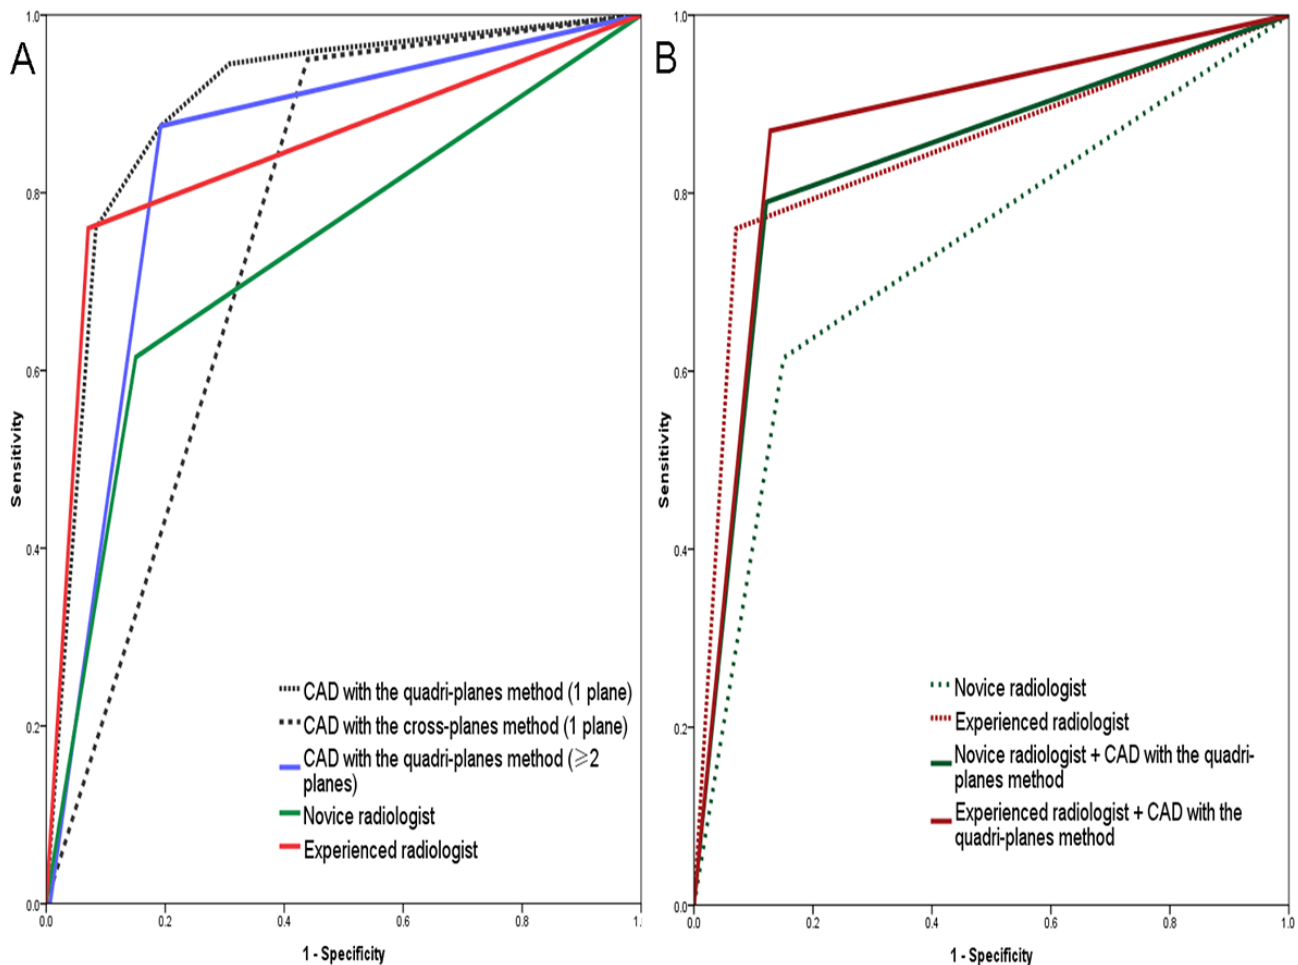 A
1.0
0.8
0.6
0.4
0.2
0.0
Sensitivity
CAD with the quadri-planes method (1 plane)
CAD with the cross-planes method (1 plane)
CAD with the quadri-planes method (≥2
planes)
Novice radiologist
Experienced radiologist
0.0 0.2 0.4 0.6 0.8 1.
1 - Specificity
B
1.0
0.8
0.6
0.4
0.2
0.0
Sensitivity
Novice radiologist
Experienced radiologist
Novice radiologist + CAD with the quadri-
planes method
Experienced radiologist + CAD with the
quadri-planes method
0.0 0.2 0.4 0.6 0.8 1.0
1 - Specificity